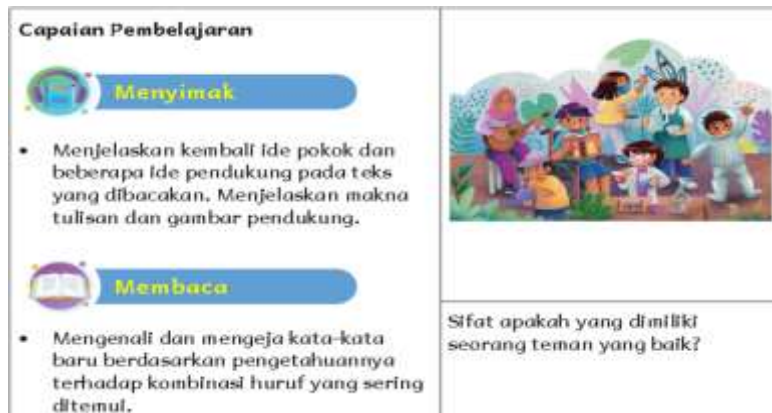 Capaian Pembelajaran
Menyimak
• Menjelaskan kembali ide pokok dan
beberapa ide pendukung pada teks
yang dibacakan. Menjelaskan makna
tulisan dan gambar pendukung.
Membaca
• Mengenali dan mengeja kata-kata
baru berdasarkan pengetahuannya
terhadap kombinasi huruf yang sering
ditemui.
Sifat apakah yang dimiliki
seorang teman yang baik?